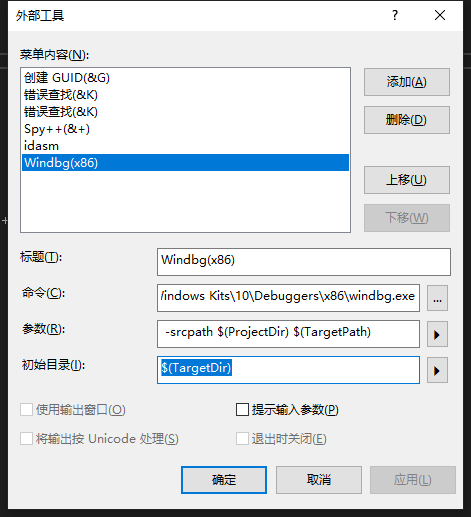 外部工具
菜单内容(N):
创建 GUID(&G)
错误查找(&K)
错误查找(&K)
Spy++(&+)
idasm
Windbg(x86)
添加(A)
删除(D)
上移(U)
下移(W)
标题(T):
Windbg(x86)
命令(C):
/indows Kits\10\Debuggers\x86\windbg.exe
...
参数(R):
-srcpath $(ProjectDir) $(TargetPath)
初始目录(I):
$(TargetDir)
使用输出窗口(O)
提示输入参数(P)
将输出按 Unicode 处理(S)
退出时关闭(E)
确定
取消
应用(L)